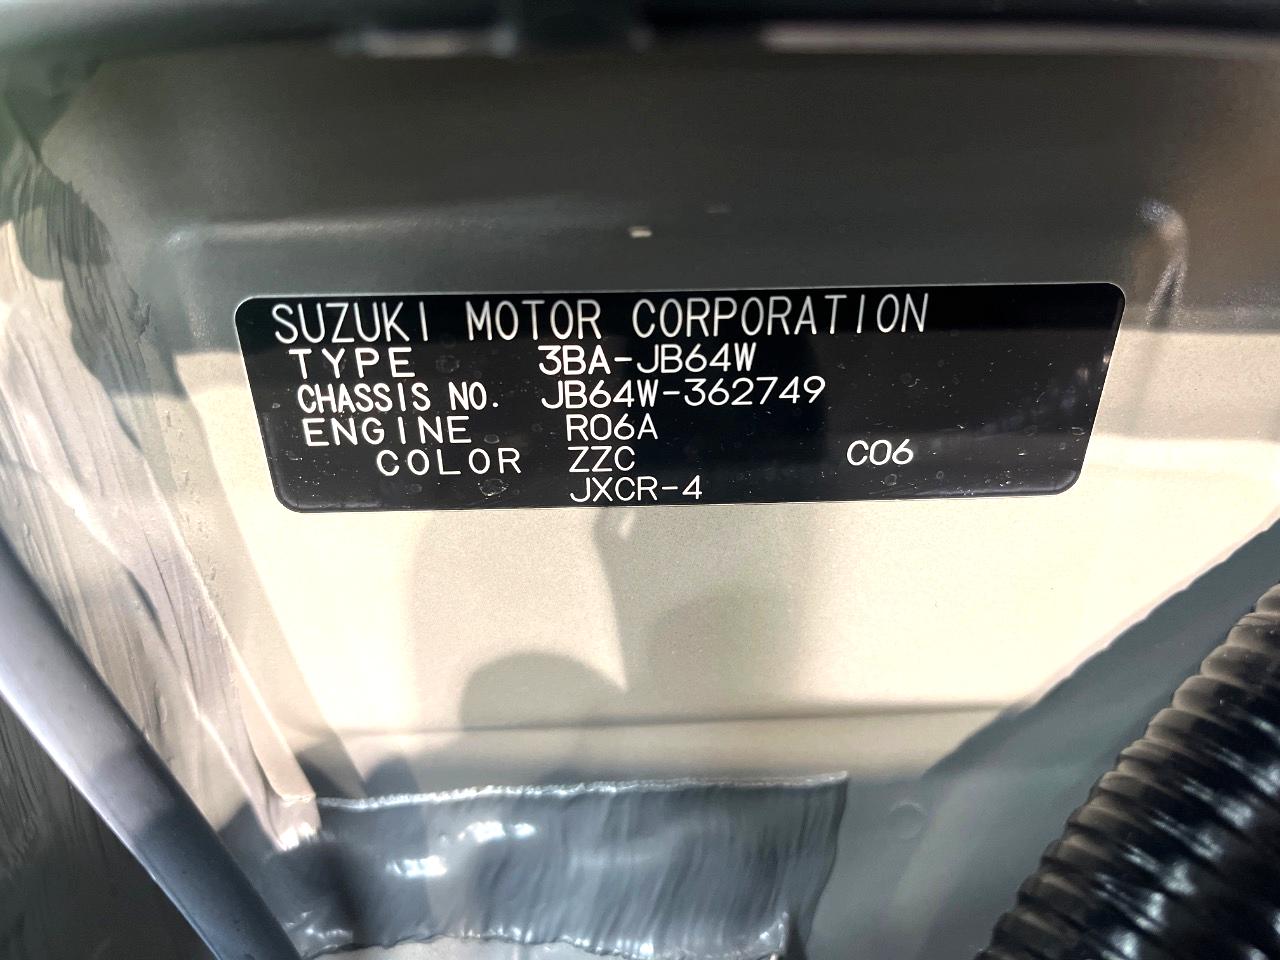 SUZUKI MOTOR CORPORATION
TYPE 3BA-JB64W
CHASSIS NO. JB64W-362749
ENGINE R06A
COLOR ZZC C06
JXCR-4